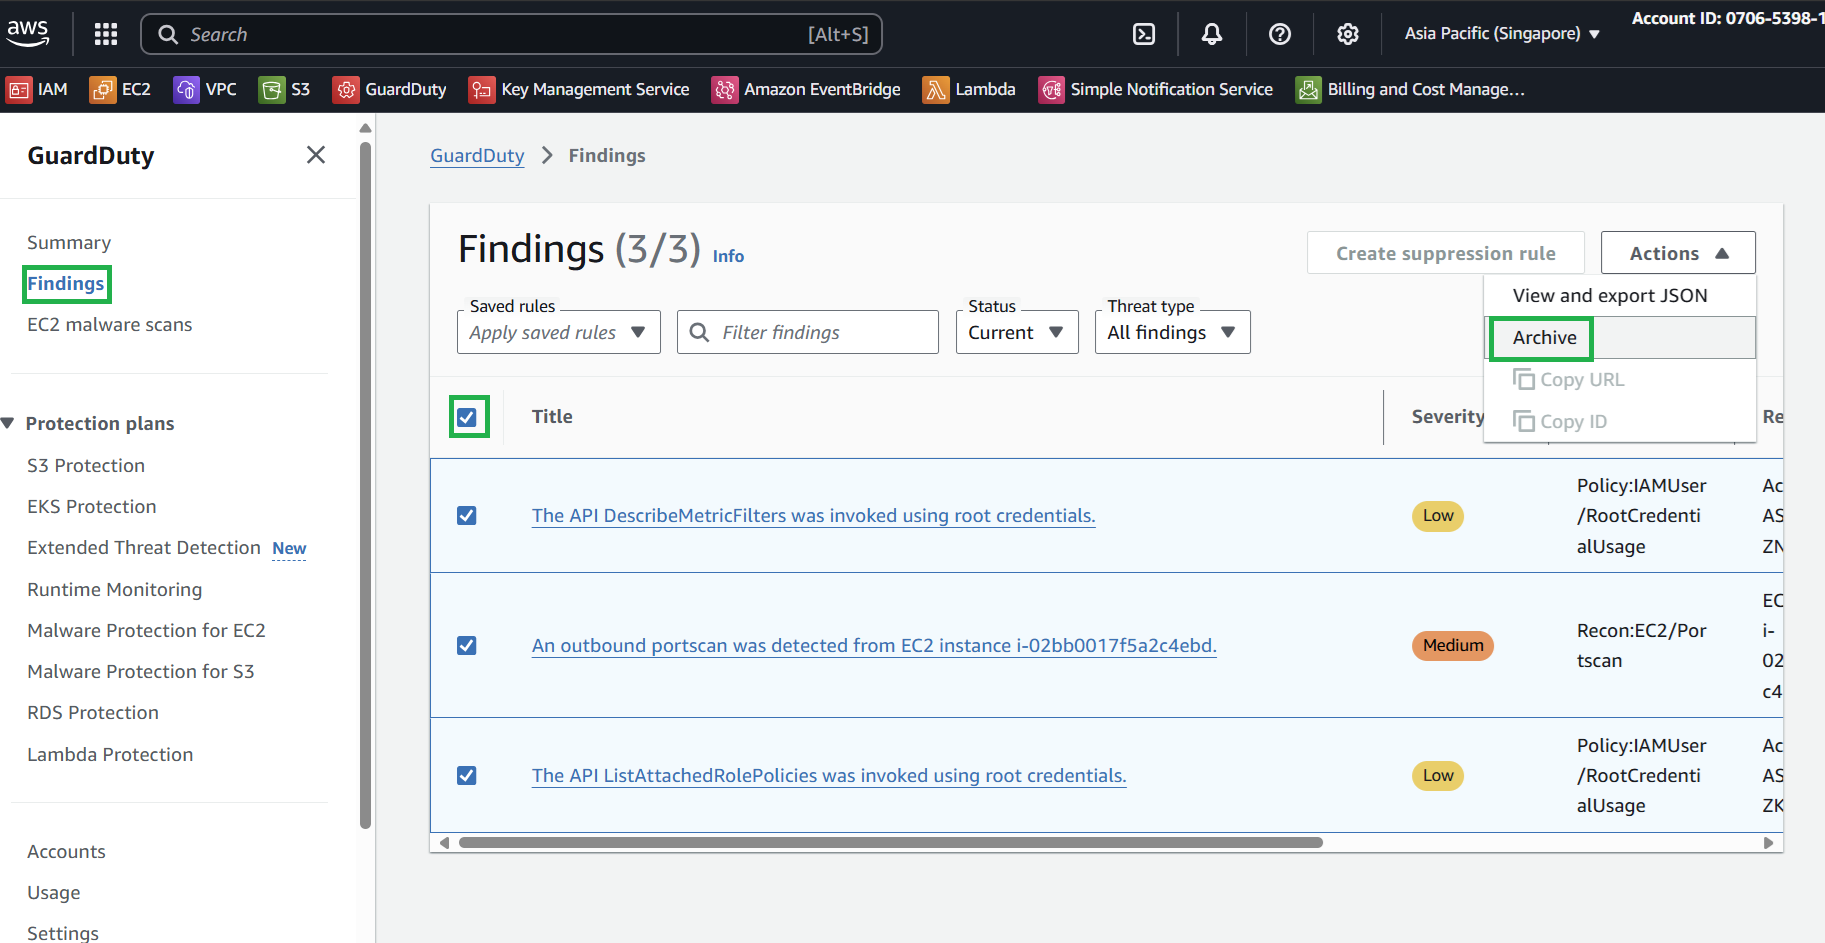 aws
Search
[Alt+S]
Asia Pacific (Singapore)
Account ID: 0706-5398-1
IAM
EC2
VPC
S3
GuardDuty
Key Management Service
Amazon EventBridge
Lambda
Simple Notification Service
Billing and Cost Manage...
GuardDuty
Summary
Findings
EC2 malware scans
Protection plans
S3 Protection
EKS Protection
Extended Threat Detection New
Runtime Monitoring
Malware Protection for EC2
Malware Protection for S3
RDS Protection
Lambda Protection
Accounts
Usage
Settings
GuardDuty > Findings
Findings (3/3) Info
Create suppression rule
Actions
View and export JSON
Archive
Copy URL
Copy ID
Saved rules
Apply saved rules
Filter findings
Status
Current
Threat type
All findings
Title
Severity
Re
The API DescribeMetricFilters was invoked using root credentials.
Low
Policy:IAMUser
/RootCredenti
alUsage
Ac
AS
ZN
An outbound portscan was detected from EC2 instance i-02bb0017f5a2c4ebd.
Medium
Recon:EC2/Por
tscan
EC
i-
02
c4
The API ListAttachedRolePolicies was invoked using root credentials.
Low
Policy:IAMUser
/RootCredenti
alUsage
Ac
AS
ZK